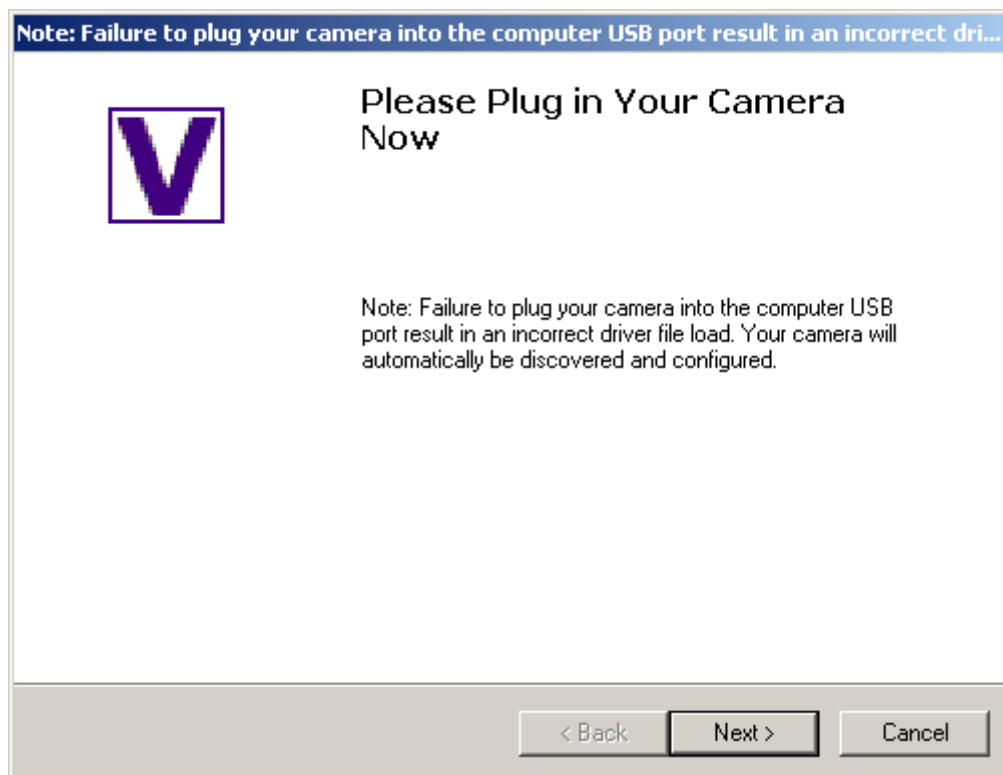 Note: Failure to plug your camera into the computer USB port result in an incorrect dri...
Please Plug in Your Camera
Now
V
Note: Failure to plug your camera into the computer USB
port result in an incorrect driver file load. Your camera will
automatically be discovered and configured.
< Back
Next >
Cancel